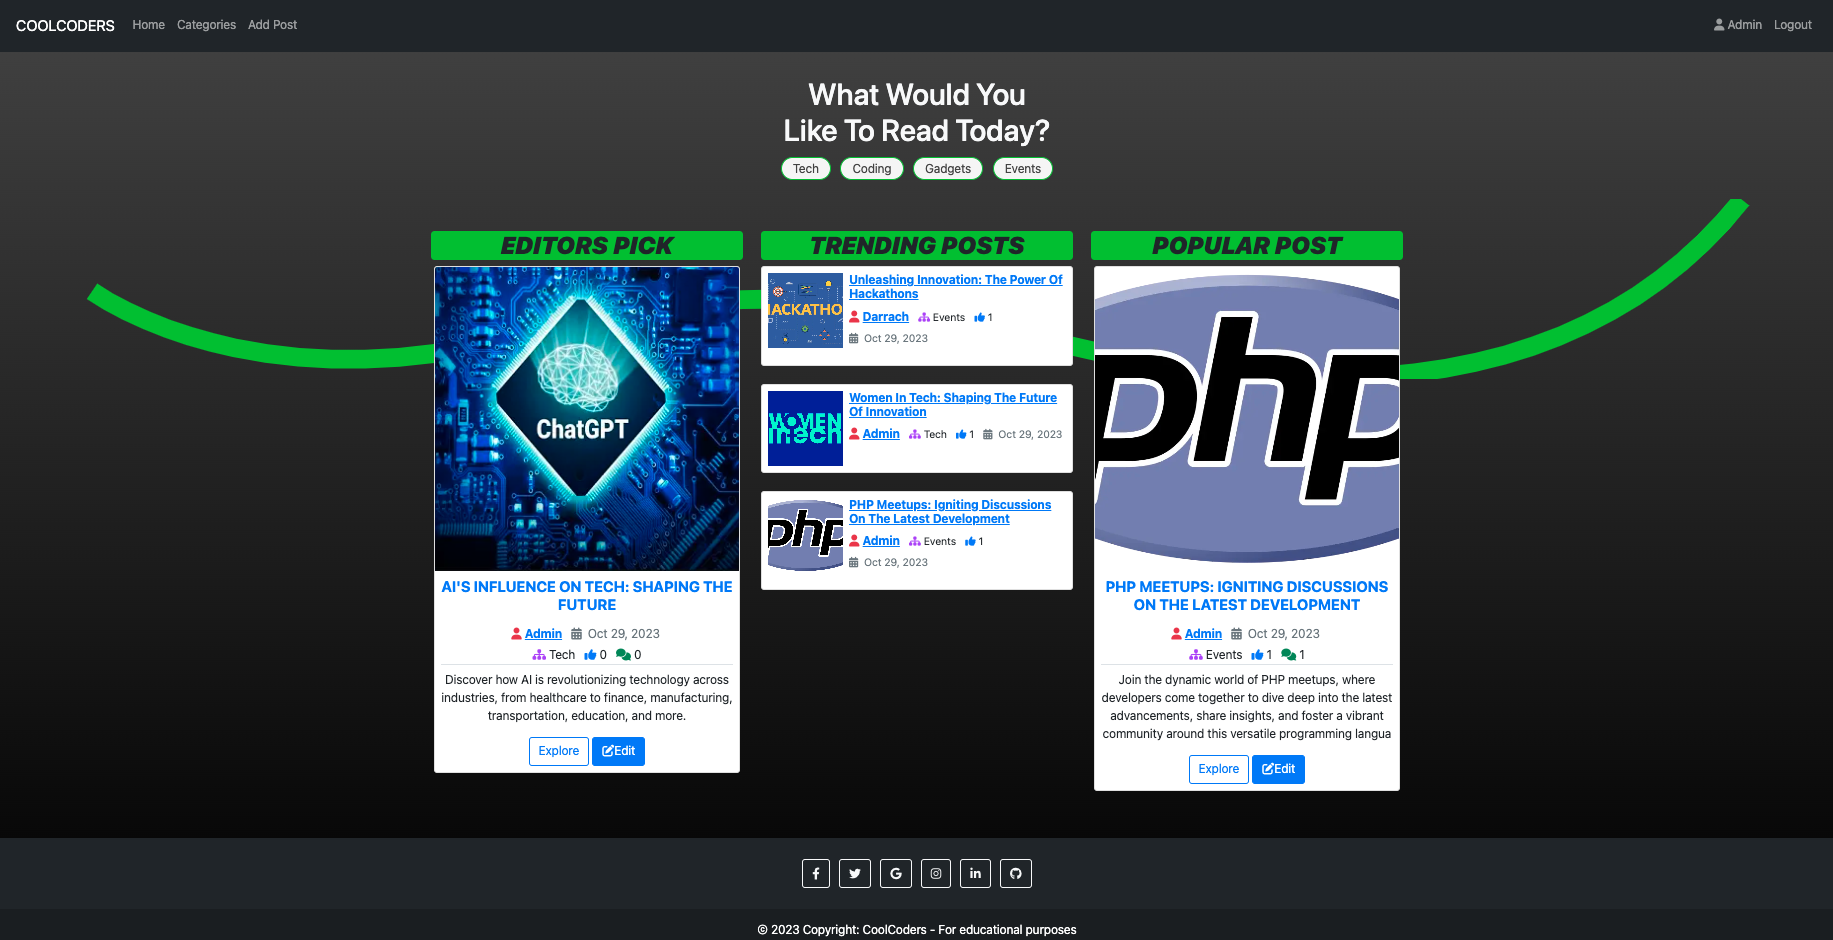 COOLCODERS Home Categories Add Post Admin Logout
What Would You
Like To Read Today?
Tech Coding Gadgets Events
EDITORS PICK
ChatGPT
AI'S INFLUENCE ON TECH: SHAPING THE
FUTURE
Admin Oct 29, 2023
Tech 0 0
Discover how AI is revolutionizing technology across
industries, from healthcare to finance, manufacturing,
transportation, education, and more.
Explore Edit
TRENDING POSTS
HACKATHO
Unleashing Innovation: The Power Of
Hackathons
Darrach Events 1
Oct 29, 2023
WOMEN
in tech
Women In Tech: Shaping The Future
Of Innovation
Admin Tech 1 Oct 29, 2023
php
PHP Meetups: Igniting Discussions
On The Latest Development
Admin Events 1
Oct 29, 2023
POPULAR POST
php
PHP MEETUPS: IGNITING DISCUSSIONS
ON THE LATEST DEVELOPMENT
Admin Oct 29, 2023
Events 1 1
Join the dynamic world of PHP meetups, where
developers come together to dive deep into the latest
advancements, share insights, and foster a vibrant
community around this versatile programming langua
Explore Edit
© 2023 Copyright: CoolCoders - For educational purposes